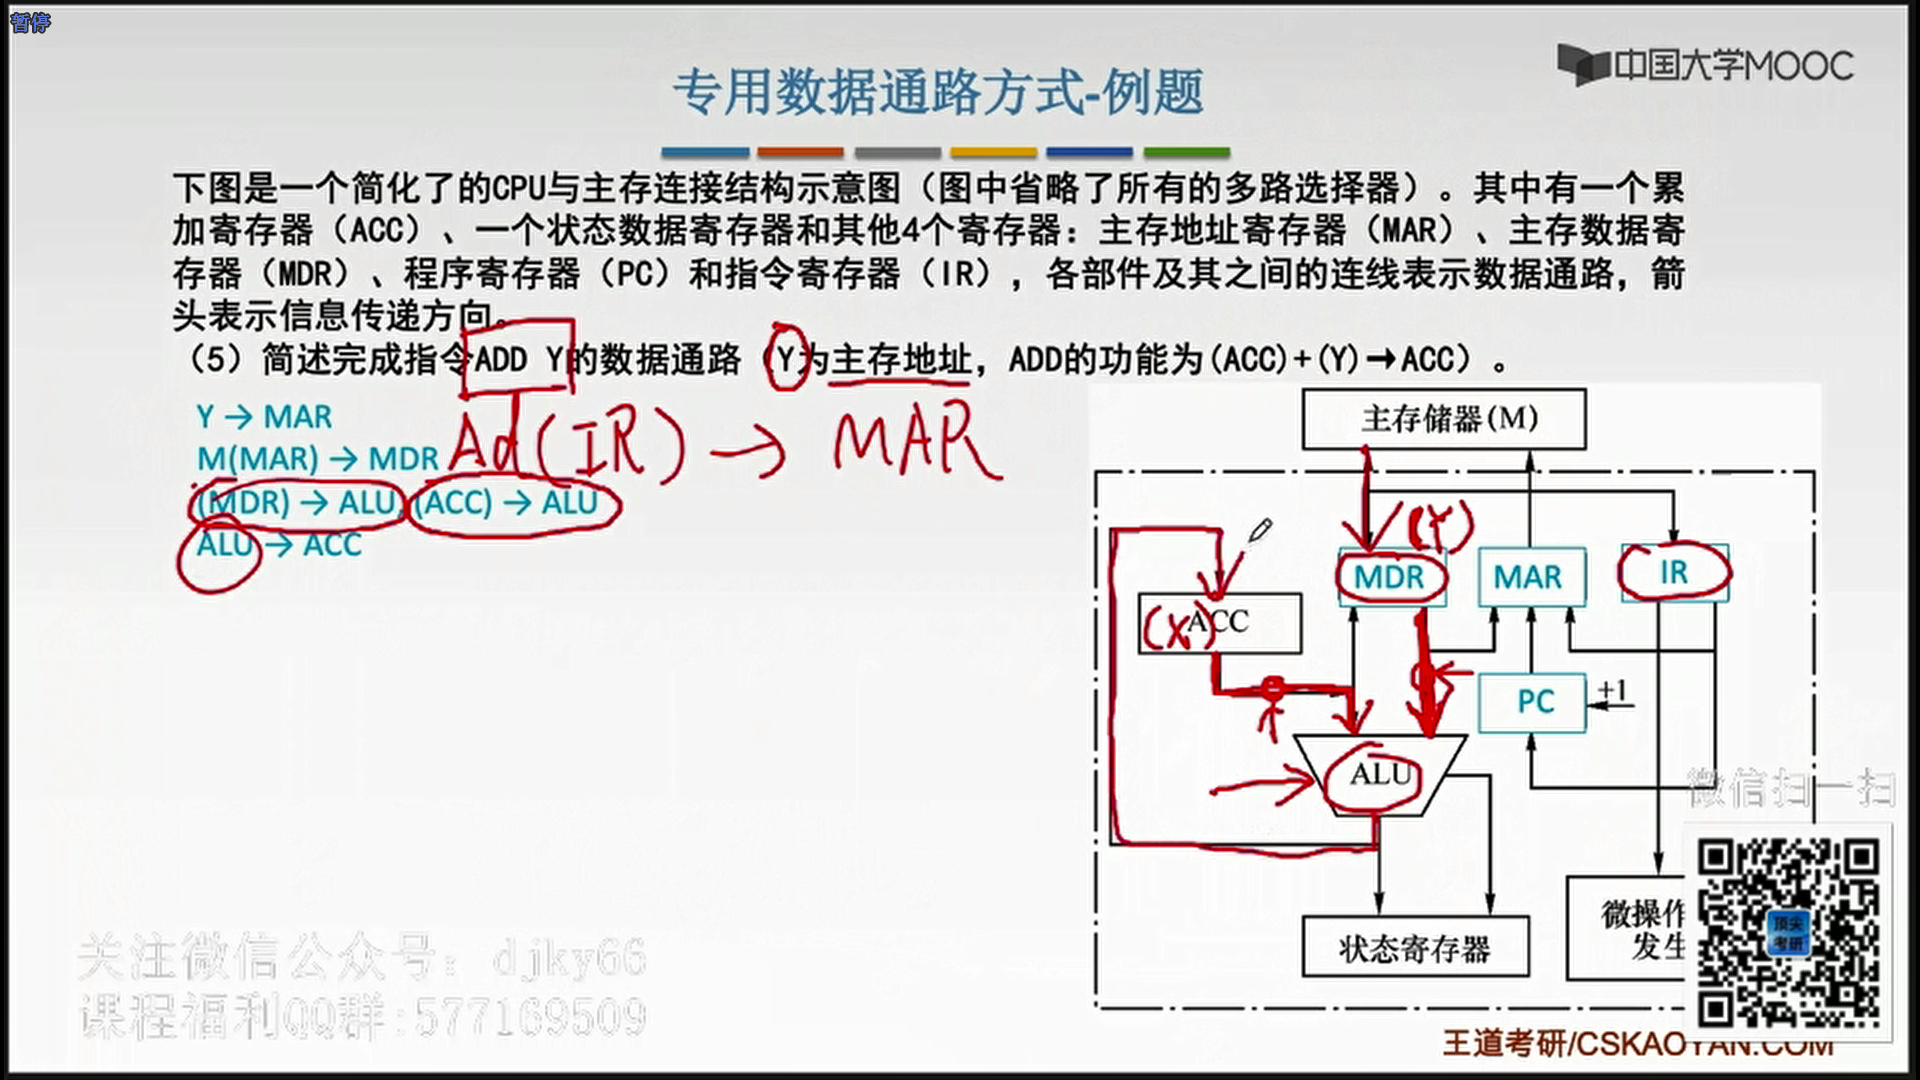 暂停
中国大学MOOC
专用数据通路方式-例题
下图是一个简化了的CPU与主存连接结构示意图（图中省略了所有的多路选择器）。其中有一个累
加寄存器（ACC）、一个状态数据寄存器和其他4个寄存器：主存地址寄存器（MAR）、主存数据寄
存器（MDR）、程序寄存器（PC）和指令寄存器（IR），各部件及其之间的连线表示数据通路，箭
头表示信息传递方向。
（5）简述完成指令ADD Y的数据通路（Y为主存地址，ADD的功能为(ACC)+(Y)→ACC）。
Y → MAR
M(MAR) → MDR
(MDR) → ALU, (ACC) → ALU
ALU → ACC
Ad(IR) → MAR
主存储器(M)
(Y)
MDR
MAR
IR
(X)
ACC
PC
+1
ALU
状态寄存器
微操作
发生
微信扫一扫
顶尖
考研
关注微信公众号: djky66
课程福利QQ群:577169509
王道考研/CSKAOYAN.COM